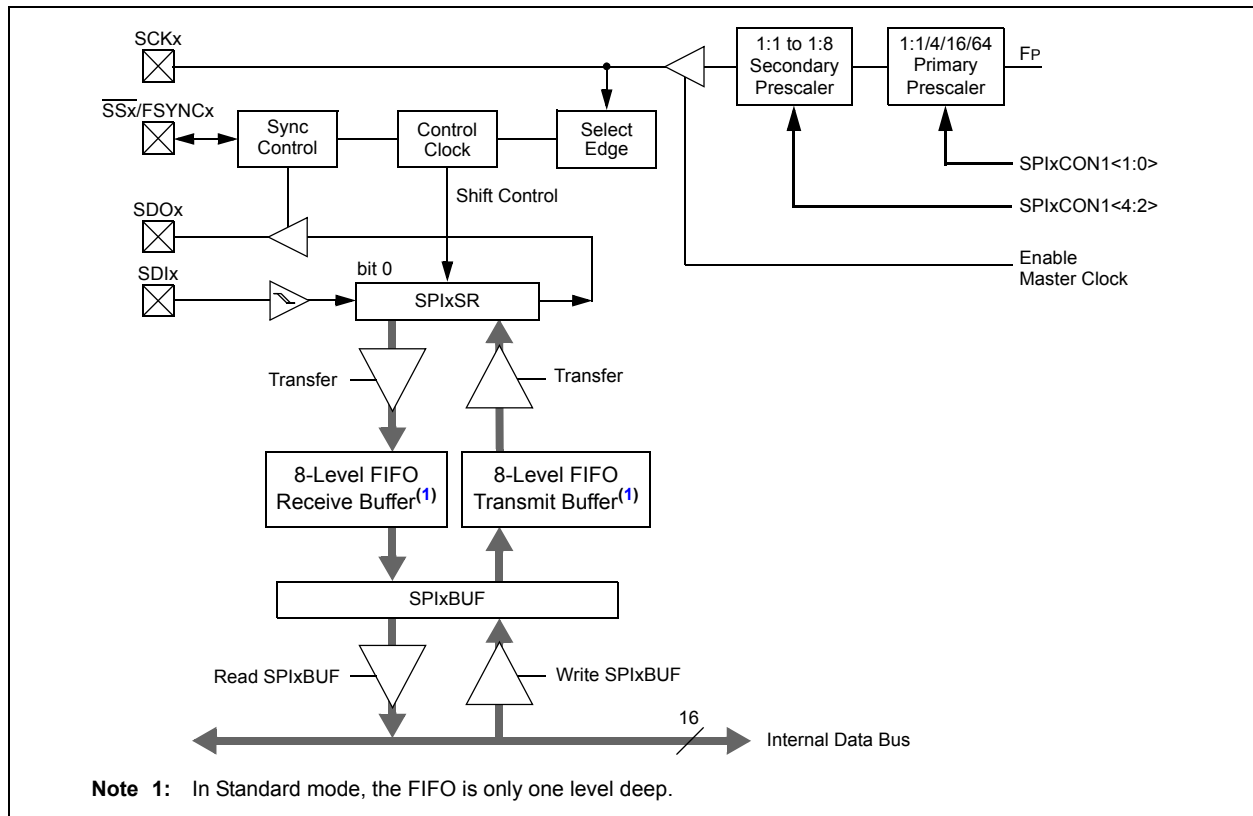 SCKx
1:1 to 1:8
Secondary
Prescaler
1:1/4/16/64
Primary
Prescaler
FP
SSx/FSYNCx
Sync
Control
Control
Clock
Select
Edge
SPIxCON1<1:0>
Shift Control
SPIxCON1<4:2>
SDOx
Enable
Master Clock
SDIx
bit 0
SPIxSR
Transfer
Transfer
8-Level FIFO
Receive Buffer(1)
8-Level FIFO
Transmit Buffer(1)
SPIxBUF
Read SPIxBUF
Write SPIxBUF
16
Internal Data Bus
Note 1: In Standard mode, the FIFO is only one level deep.